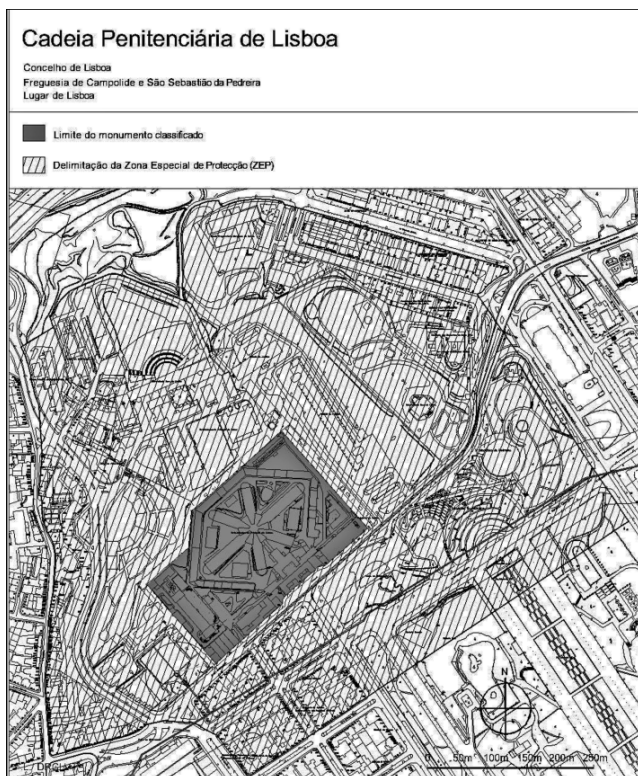 Cadeia Penitenciária de Lisboa
Concelho de Lisboa
Freguesia de Campolide e São Sebastião da Pedreira
Lugar de Lisboa
Limite do monumento classificado
Delimitação da Zona Especial de Protecção (ZEP)
N
0 50m 100m 150m 200m 250m